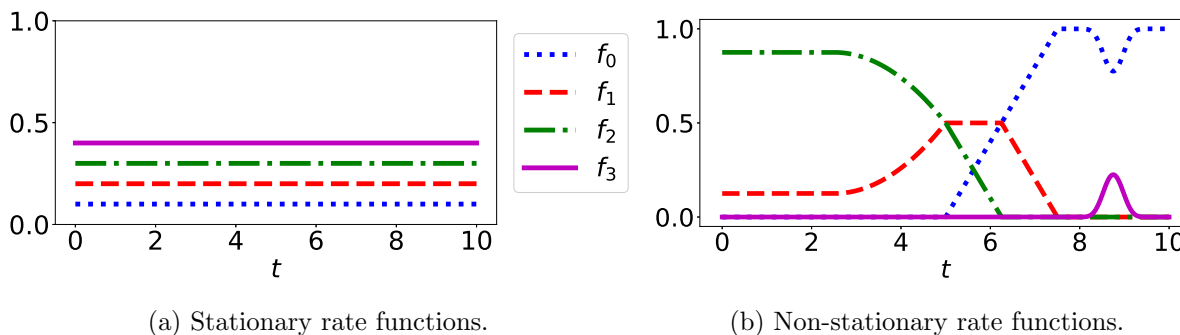 1.0
0.5
0.0
0 2 4 6 8 10
t
f0
f1
f2
f3
1.0
0.5
0.0
0 2 4 6 8 10
t
(a) Stationary rate functions.
(b) Non-stationary rate functions.